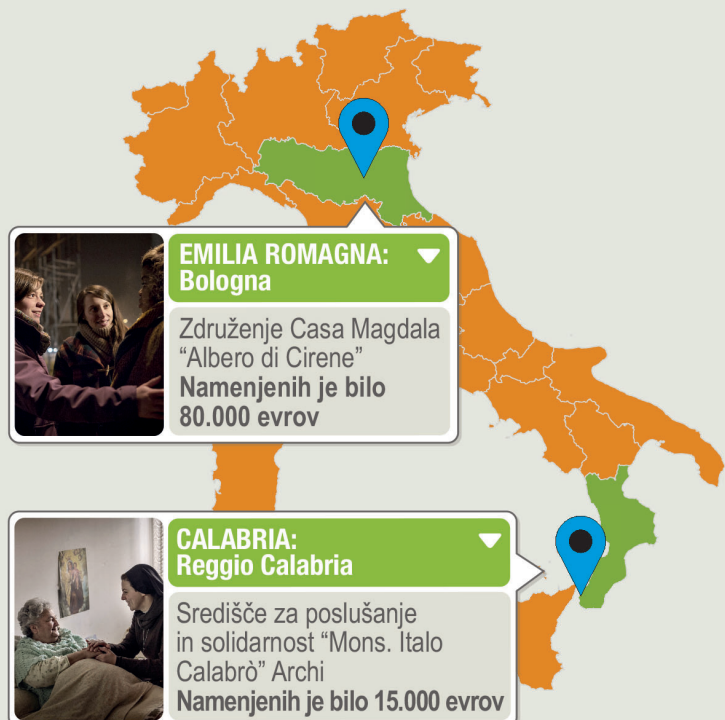 EMILIA ROMAGNA:
Bologna
Združenje Casa Magdala
“Albero di Cirene”
Namenjenih je bilo
80.000 evrov
CALABRIA:
Reggio Calabria
Središče za poslušanje
in solidarnost “Mons. Italo
Calabrò” Archi
Namenjenih je bilo 15.000 evrov